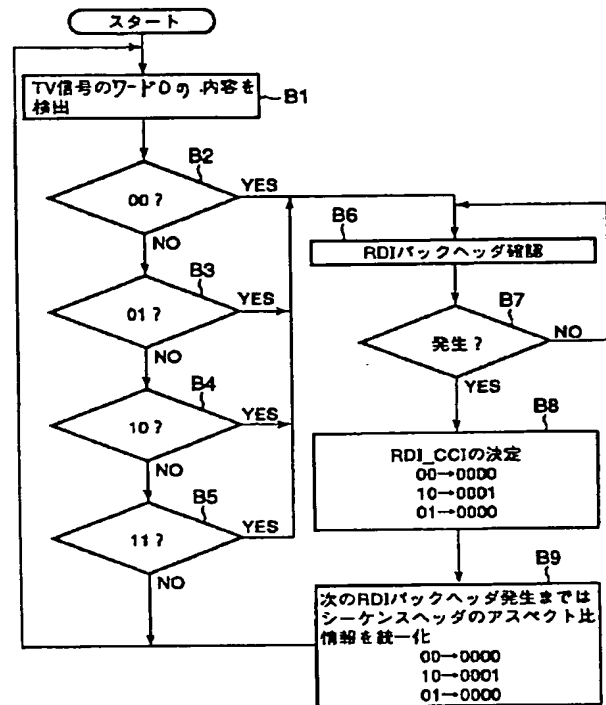 スタート
TV信号のワード0の内容を
検出
B1
B2
00?
YES
NO
B3
01?
YES
NO
B4
10?
YES
NO
B5
11?
YES
NO
B6
RDIパックヘッダ確認
B7
発生?
NO
YES
B8
RDI_CCIの決定
00→0000
10→0001
01→0000
B9
次のRDIパックヘッダ発生までは
シーケンスヘッダのアスペクト比
情報を統一化
00→0000
10→0001
01→0000